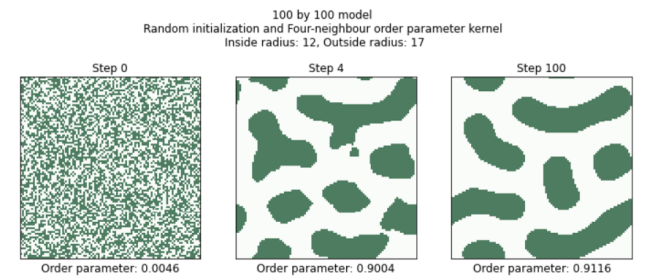 100 by 100 model
Random initialization and Four-neighbour order parameter kernel
Inside radius: 12, Outside radius: 17
Step 0
Step 4
Step 100
Order parameter: 0.0046
Order parameter: 0.9004
Order parameter: 0.9116